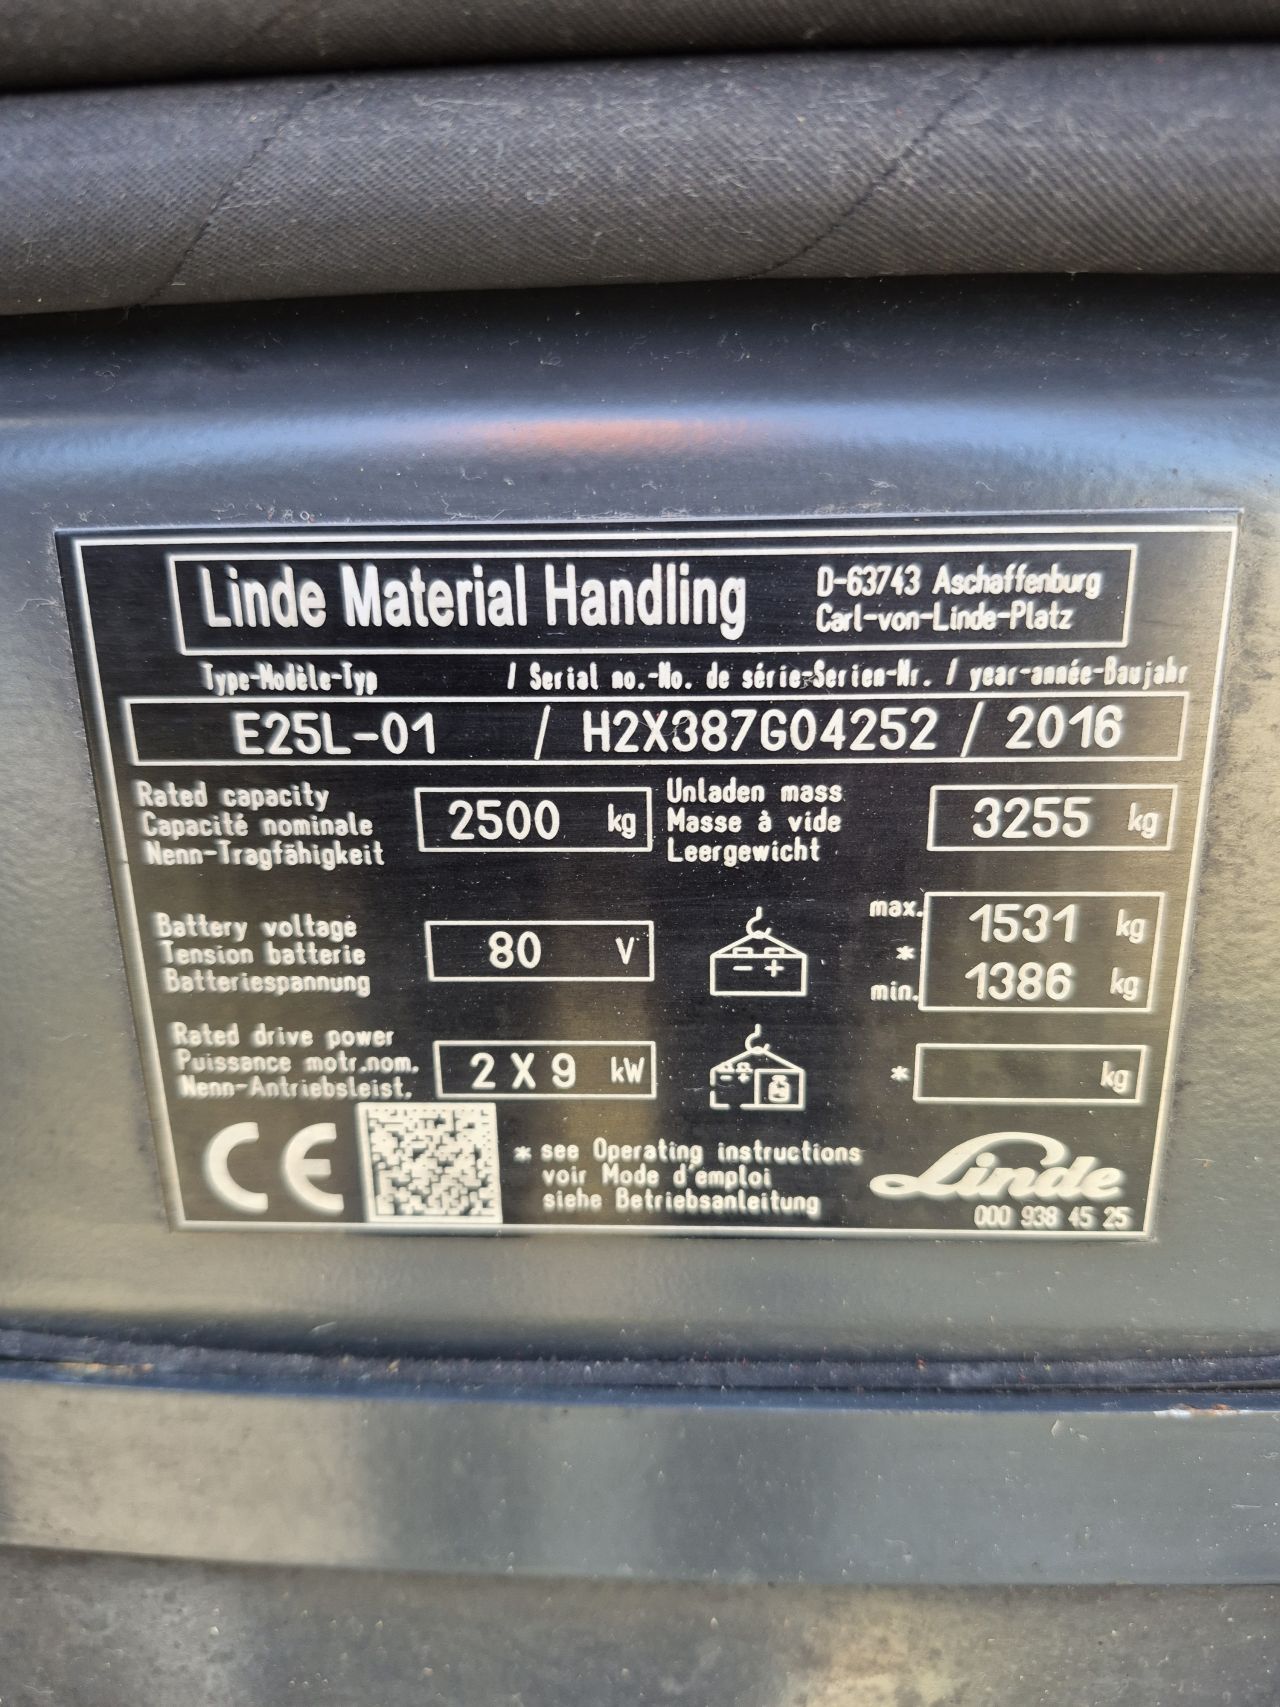 Linde Material Handling
D-63743 Aschaffenburg
Carl-von-Linde-Platz
Type-Modèle-Typ / Serial no.-No. de série-Serien-Nr. / year-année-Baujahr
E25L-01 / H2X387G04252 / 2016
Rated capacity
Capacité nominale
Nenn-Tragfähigkeit
2500 kg
Unladen mass
Masse à vide
Leergewicht
3255 kg
Battery voltage
Tension batterie
Batteriespannung
80 V
- +
max. 1531 kg
*
min. 1386 kg
Rated drive power
Puissance motr.nom.
Nenn-Antriebsleist.
2 X 9 kW
- +
* kg
CE
* see Operating instructions
voir Mode d'emploi
siehe Betriebsanleitung
Linde
000 938 45 25